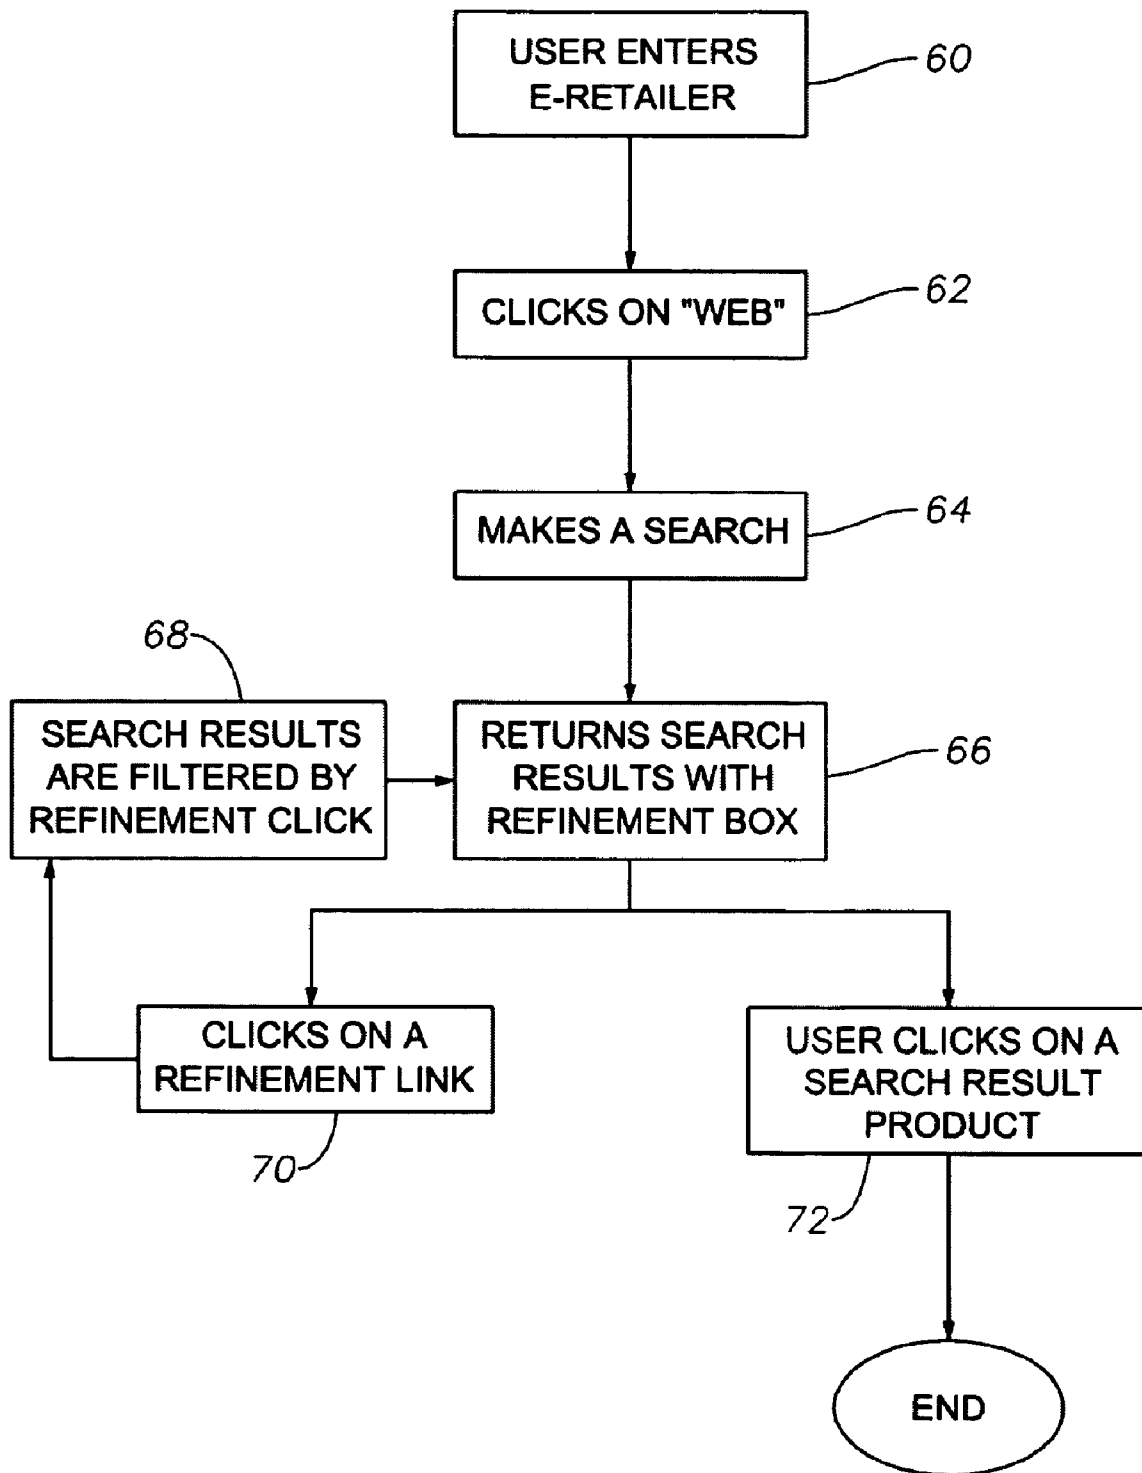 USER ENTERS
E-RETAILER
60
CLICKS ON "WEB"
62
MAKES A SEARCH
64
68
SEARCH RESULTS
ARE FILTERED BY
REFINEMENT CLICK
RETURNS SEARCH
RESULTS WITH
REFINEMENT BOX
66
CLICKS ON A
REFINEMENT LINK
70
USER CLICKS ON A
SEARCH RESULT
PRODUCT
72
END